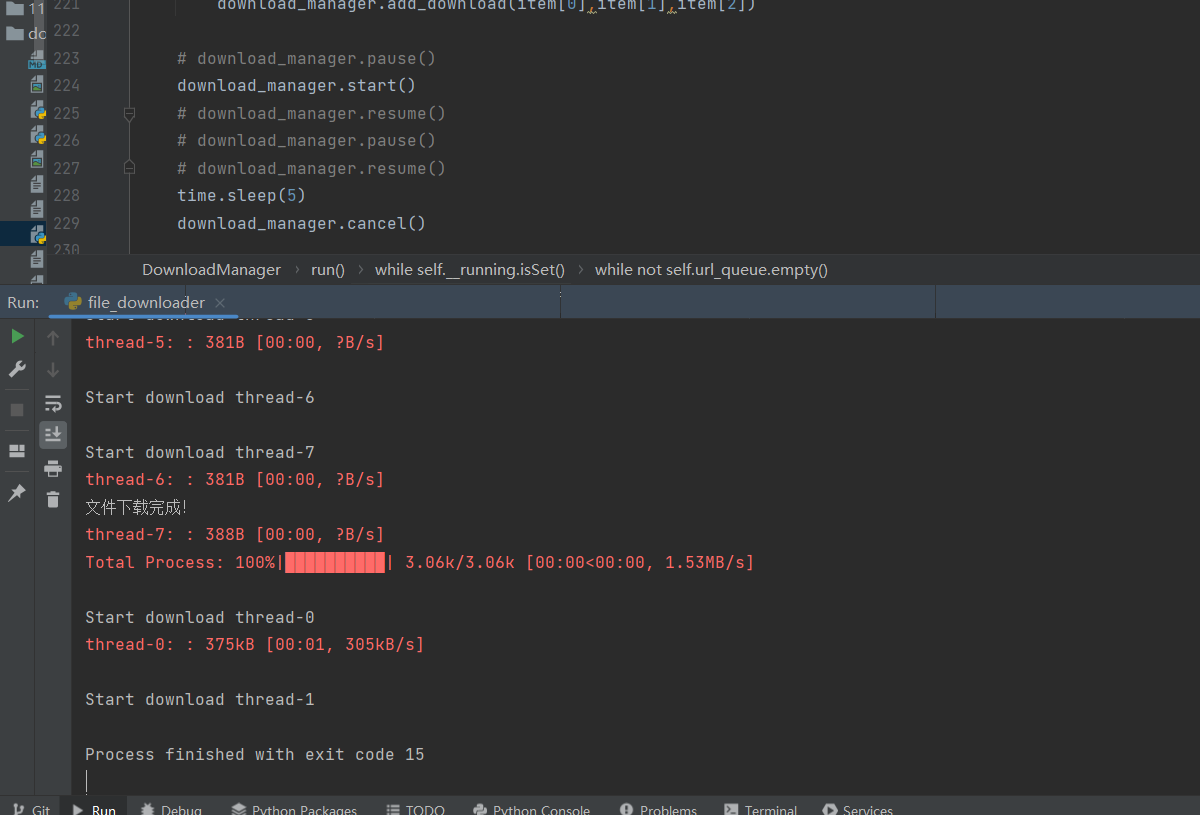 11
221 download_manager.add_download(item[0],item[1],item[2])
do
222
223 # download_manager.pause()
MD
224 download_manager.start()
225 # download_manager.resume()
226 # download_manager.pause()
227 # download_manager.resume()
228 time.sleep(5)
229 download_manager.cancel()
230
DownloadManager › run() › while self.__running.isSet() › while not self.url_queue.empty()
Run: file_downloader ×
thread-5: : 381B [00:00, ?B/s]
Start download thread-6
Start download thread-7
thread-6: : 381B [00:00, ?B/s]
文件下载完成!
thread-7: : 388B [00:00, ?B/s]
Total Process: 100%|██████████| 3.06k/3.06k [00:00<00:00, 1.53MB/s]
Start download thread-0
thread-0: : 375kB [00:01, 305kB/s]
Start download thread-1
Process finished with exit code 15
Git Run Debug Python Packages TODO Python Console Problems Terminal Services